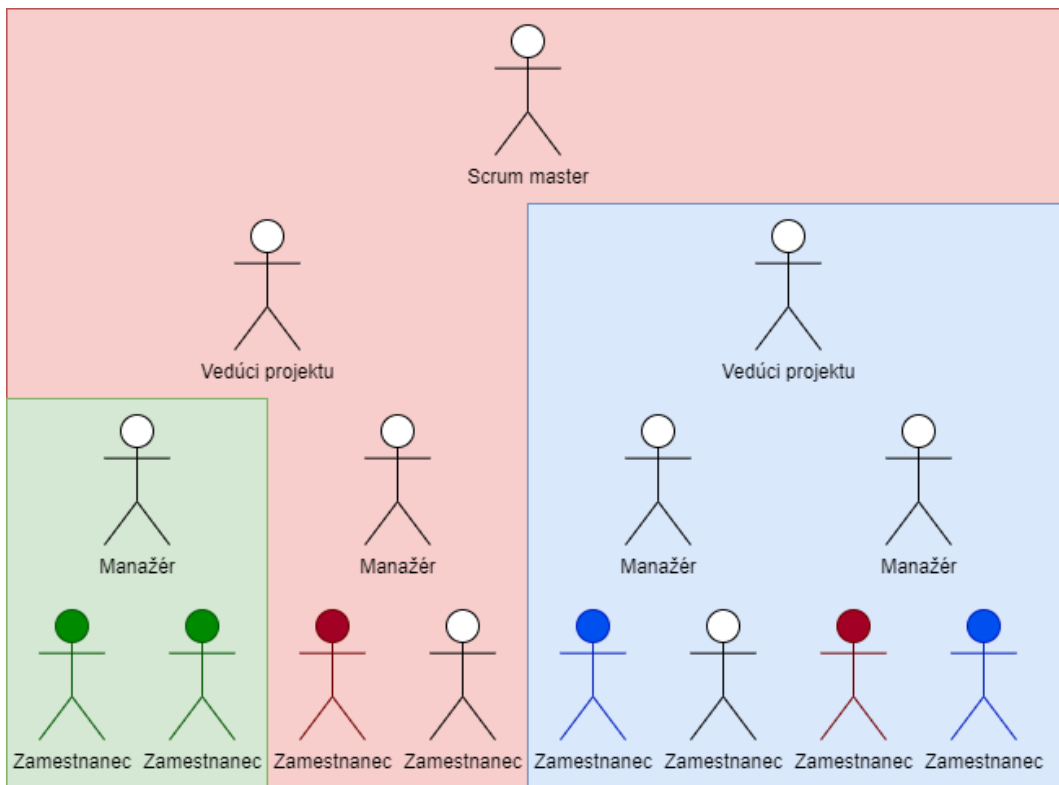 Scrum master
Vedúci projektu
Vedúci projektu
Manažér
Manažér
Manažér
Manažér
Zamestnanec
Zamestnanec
Zamestnanec
Zamestnanec
Zamestnanec
Zamestnanec
Zamestnanec
Zamestnanec